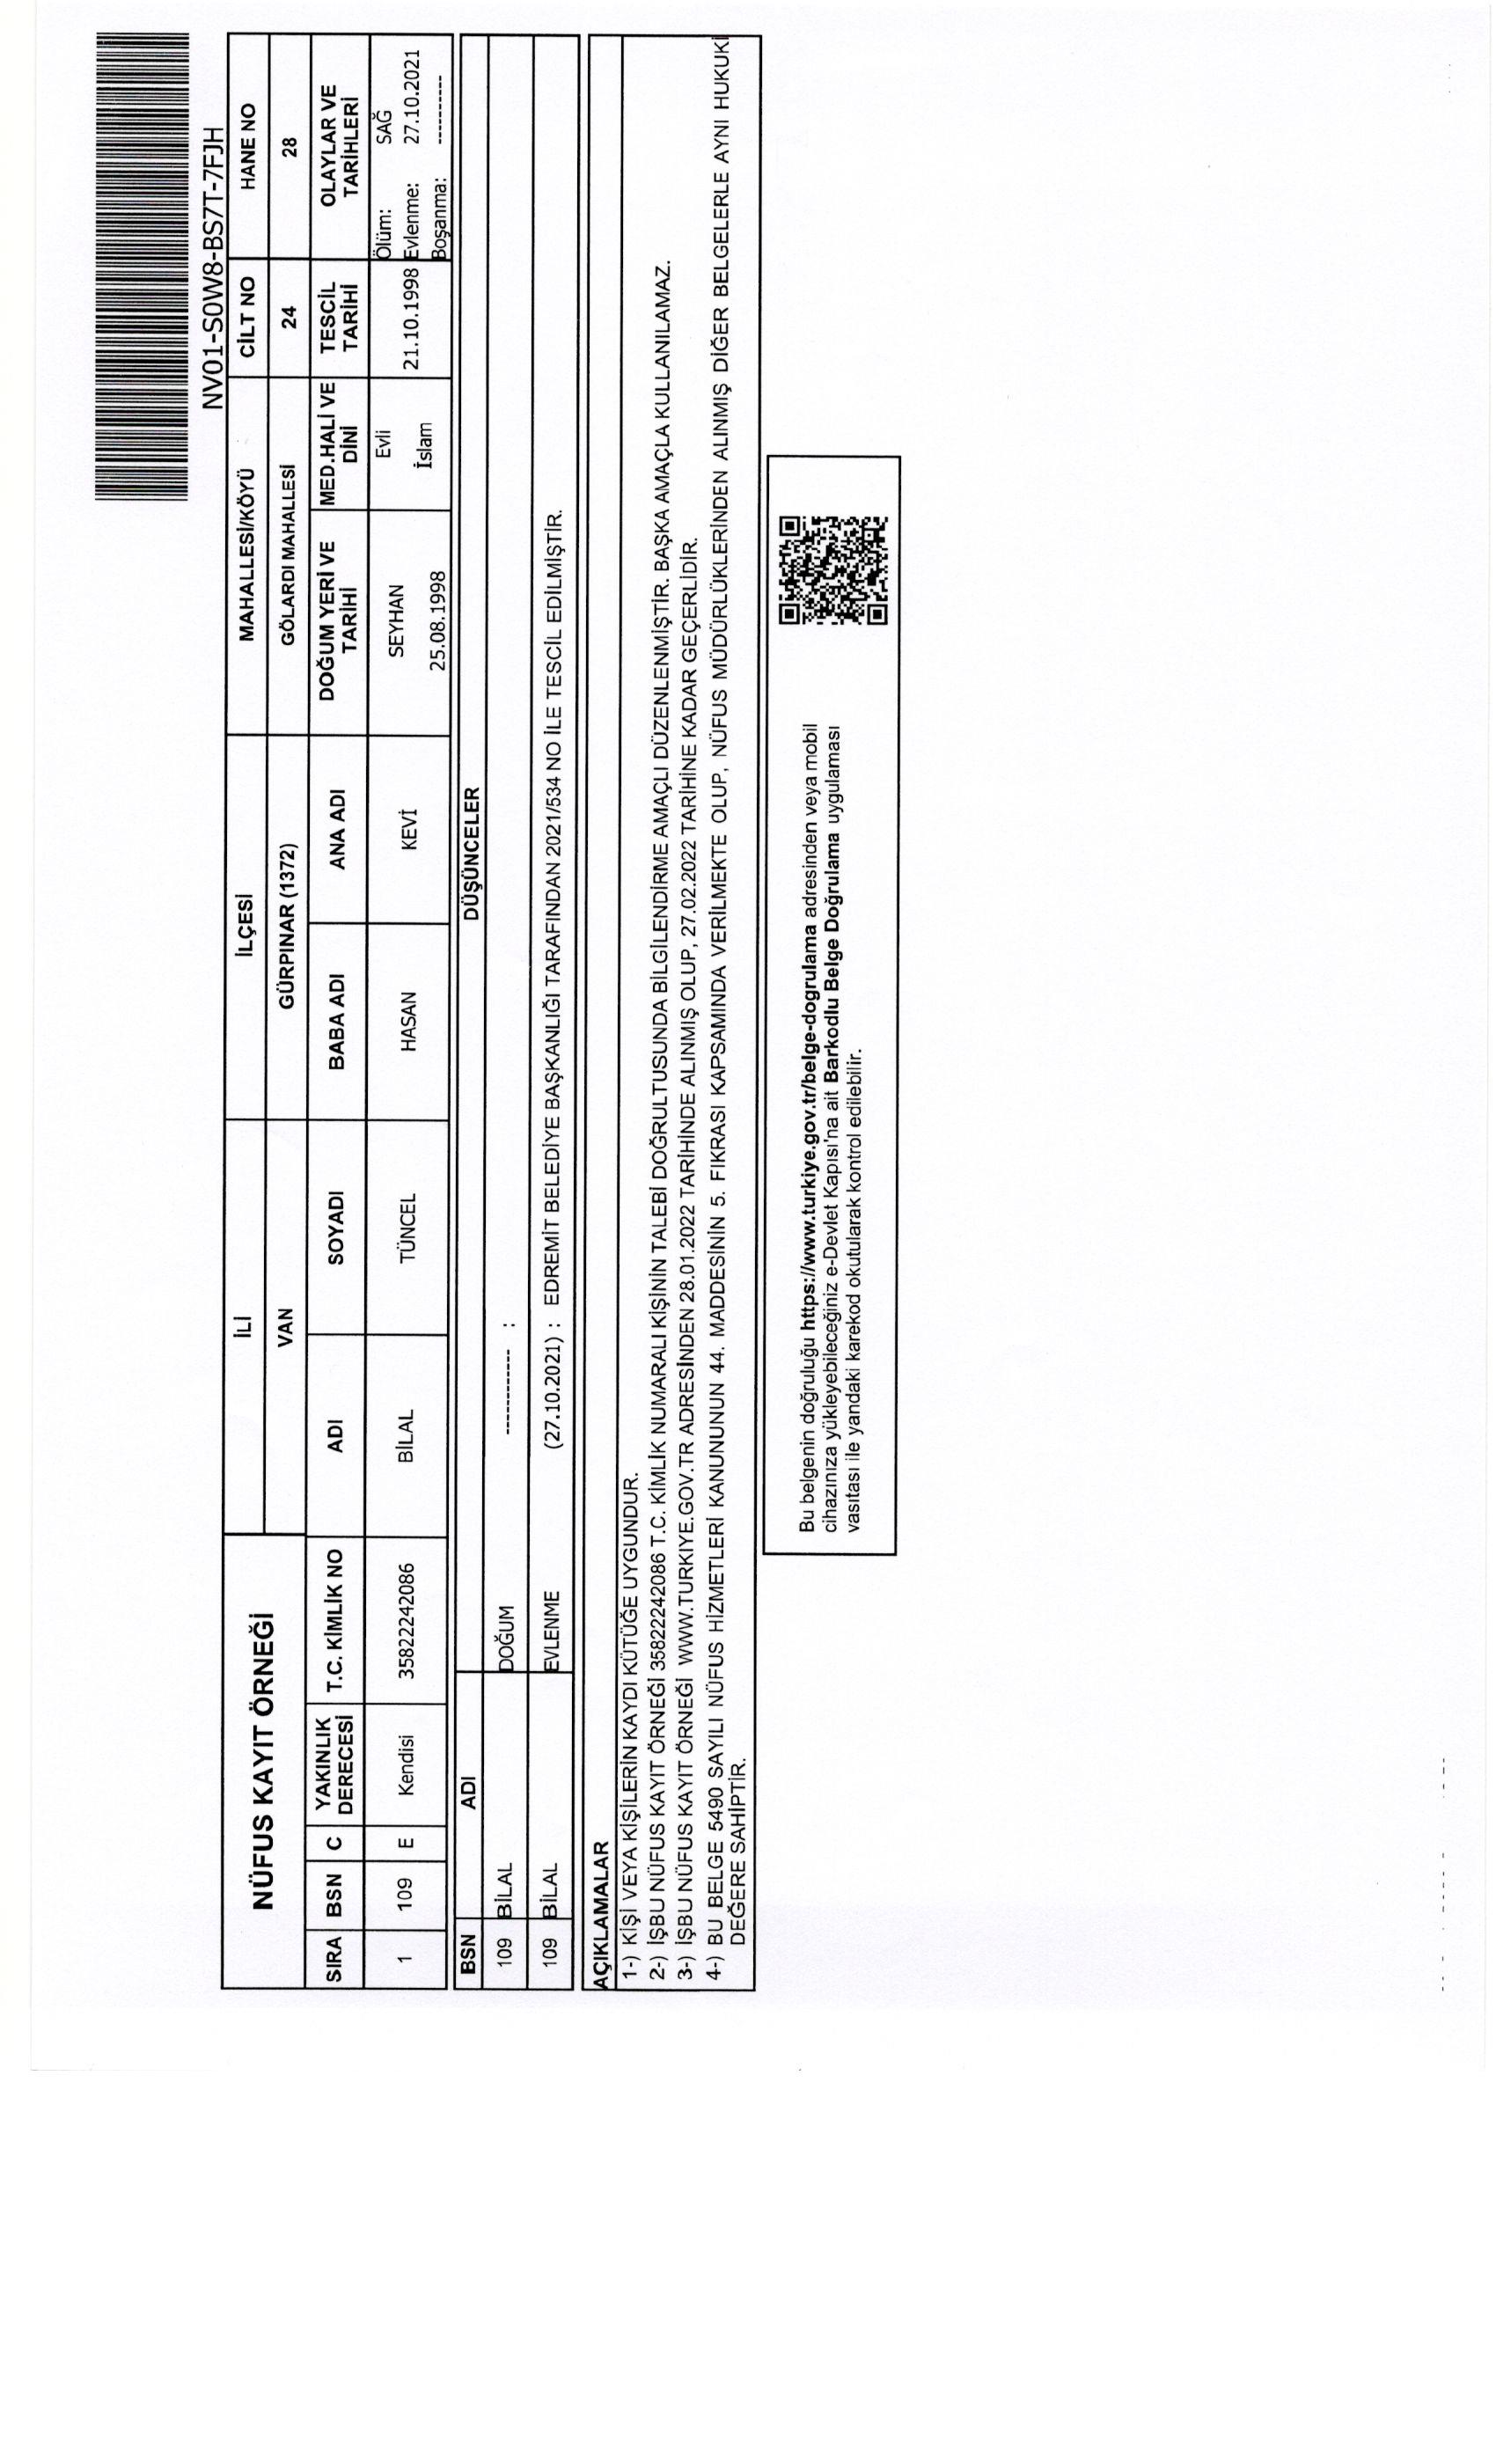 NV01-S0W8-BS7T-7FJH
NÜFUS KAYIT ÖRNEĞİ İLİ İLÇESİ MAHALLESİ/KÖYÜ CİLT NO HANE NO
VAN GÜRPINAR (1372) GÖLARDI MAHALLESİ 24 28
SIRA BSN C YAKINLIK DERECESİ T.C. KİMLİK NO ADI SOYADI BABA ADI ANA ADI DOĞUM YERİ VE TARİHİ MED.HALİ VE DİNİ TESCİL TARİHİ OLAYLAR VE TARİHLERİ
1 109 E Kendisi 35822242086 BİLAL TÜNCEL HASAN KEVİ SEYHAN 25.08.1998 Evli İslam 21.10.1998 Ölüm: SAĞ
Evlenme: 27.10.2021
Boşanma: ----------
BSN ADI DÜŞÜNCELER
109 BİLAL DOĞUM ----------- :
109 BİLAL EVLENME (27.10.2021) : EDREMİT BELEDİYE BAŞKANLIĞI TARAFINDAN 2021/534 NO İLE TESCİL EDİLMİŞTİR.
AÇIKLAMALAR
1-) KİŞİ VEYA KİŞİLERİN KAYDI KÜTÜĞE UYGUNDUR.
2-) İŞBU NÜFUS KAYIT ÖRNEĞİ 35822242086 T.C. KİMLİK NUMARALI KİŞİNİN TALEBİ DOĞRULTUSUNDA BİLGİLENDİRME AMAÇLI DÜZENLENMİŞTİR. BAŞKA AMAÇLA KULLANILAMAZ.
3-) İŞBU NÜFUS KAYIT ÖRNEĞİ WWW.TURKIYE.GOV.TR ADRESİNDEN 28.01.2022 TARİHİNDE ALINMIŞ OLUP, 27.02.2022 TARİHİNE KADAR GEÇERLİDİR.
4-) BU BELGE 5490 SAYILI NÜFUS HİZMETLERİ KANUNUNUN 44. MADDESİNİN 5. FIKRASI KAPSAMINDA VERİLMEKTE OLUP, NÜFUS MÜDÜRLÜKLERİNDEN ALINMIŞ DİĞER BELGELERLE AYNI HUKUKİ
DEĞERE SAHİPTİR.
Bu belgenin doğruluğu https://www.turkiye.gov.tr/belge-dogrulama adresinden veya mobil
cihazınıza yükleyebileceğiniz e-Devlet Kapısı'na ait Barkodlu Belge Doğrulama uygulaması
vasıtası ile yandaki karekod okutularak kontrol edilebilir.